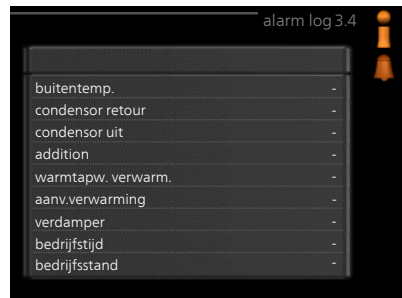 alarm log 3.4
buitentemp. -
condensor retour -
condensor uit -
addition -
warmtapw. verwarm. -
aanv.verwarming -
verdamper -
bedrijfstijd -
bedrijfsstand -